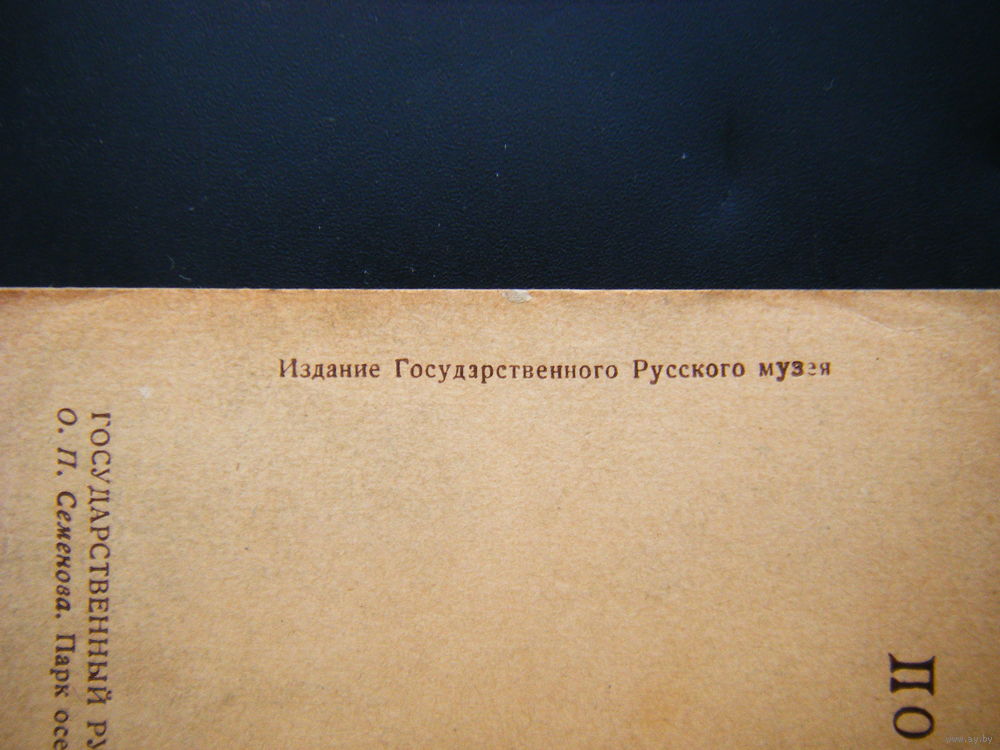 Издание Государственного Русского музея
ГОСУДАРСТВЕННЫЙ РУ
О. П. Семенова. Парк осе
ПО
www.ay.by